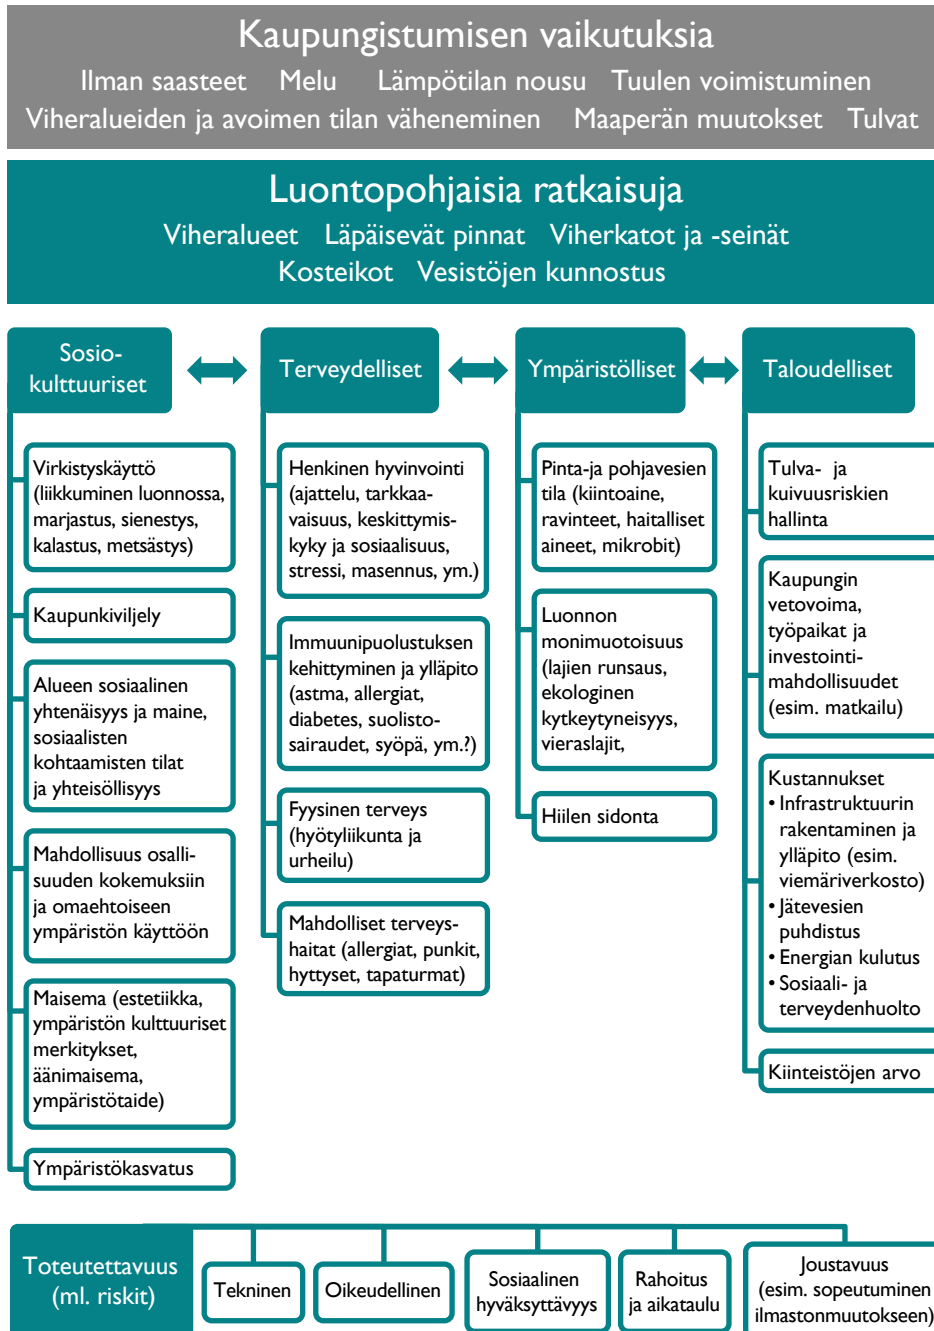 Kaupungistumisen vaikutuksia
Ilman saasteet Melu Lämpötilan nousu Tuulen voimistuminen
Viheralueiden ja avoimen tilan väheneminen Maaperän muutokset Tulvat
Luontopohjaisia ratkaisuja
Viheralueet Läpäisevät pinnat Viherkatot ja -seinät
Kosteikot Vesistöjen kunnostus
Sosio-
kulttuuriset
Virkistyskäyttö
(liikkuminen luonnossa,
marjastus, sienestys,
kalastus, metsästys)
Kaupunkiviljely
Alueen sosiaalinen
yhtenäisyys ja maine,
sosiaalisten
kohtaamisten tilat
ja yhteisöllisyys
Mahdollisuus osalli-
suuden kokemuksiin
ja omaehtoiseen
ympäristön käyttöön
Maisema (estetiikka,
ympäristön kulttuuriset
merkitykset,
äänimaisema,
ympäristötaide)
Ympäristökasvatus
Terveydelliset
Henkinen hyvinvointi
(ajattelu, tarkkaa-
vaisuus, keskittymis-
kyky ja sosiaalisuus,
stressi, masennus, ym.)
Immuunipuolustuksen
kehittyminen ja ylläpito
(astma, allergiat,
diabetes, suolisto-
sairaudet, syöpä, ym.?)
Fyysinen terveys
(hyötyliikunta ja
urheilu)
Mahdolliset terveys-
haitat (allergiat, punkit,
hyttyset, tapaturmat)
Ympäristölliset
Pinta-ja pohjavesien
tila (kiintoaine,
ravinteet, haitalliset
aineet, mikrobit)
Luonnon
monimuotoisuus
(lajien runsaus,
ekologinen
kytkeytyneisyys,
vieraslajit,
Hiilen sidonta
Taloudelliset
Tulva- ja
kuivuusriskien
hallinta
Kaupungin
vetovoima,
työpaikat ja
investointi-
mahdollisuudet
(esim. matkailu)
Kustannukset
• Infrastruktuurin
rakentaminen ja
ylläpito (esim.
viemäriverkosto)
• Jätevesien
puhdistus
• Energian kulutus
• Sosiaali- ja
terveydenhuolto
Kiinteistöjen arvo
Toteutettavuus
(ml. riskit)
Tekninen
Oikeudellinen
Sosiaalinen
hyväksyttävyys
Rahoitus
ja aikataulu
Joustavuus
(esim. sopeutuminen
ilmastonmuutokseen)